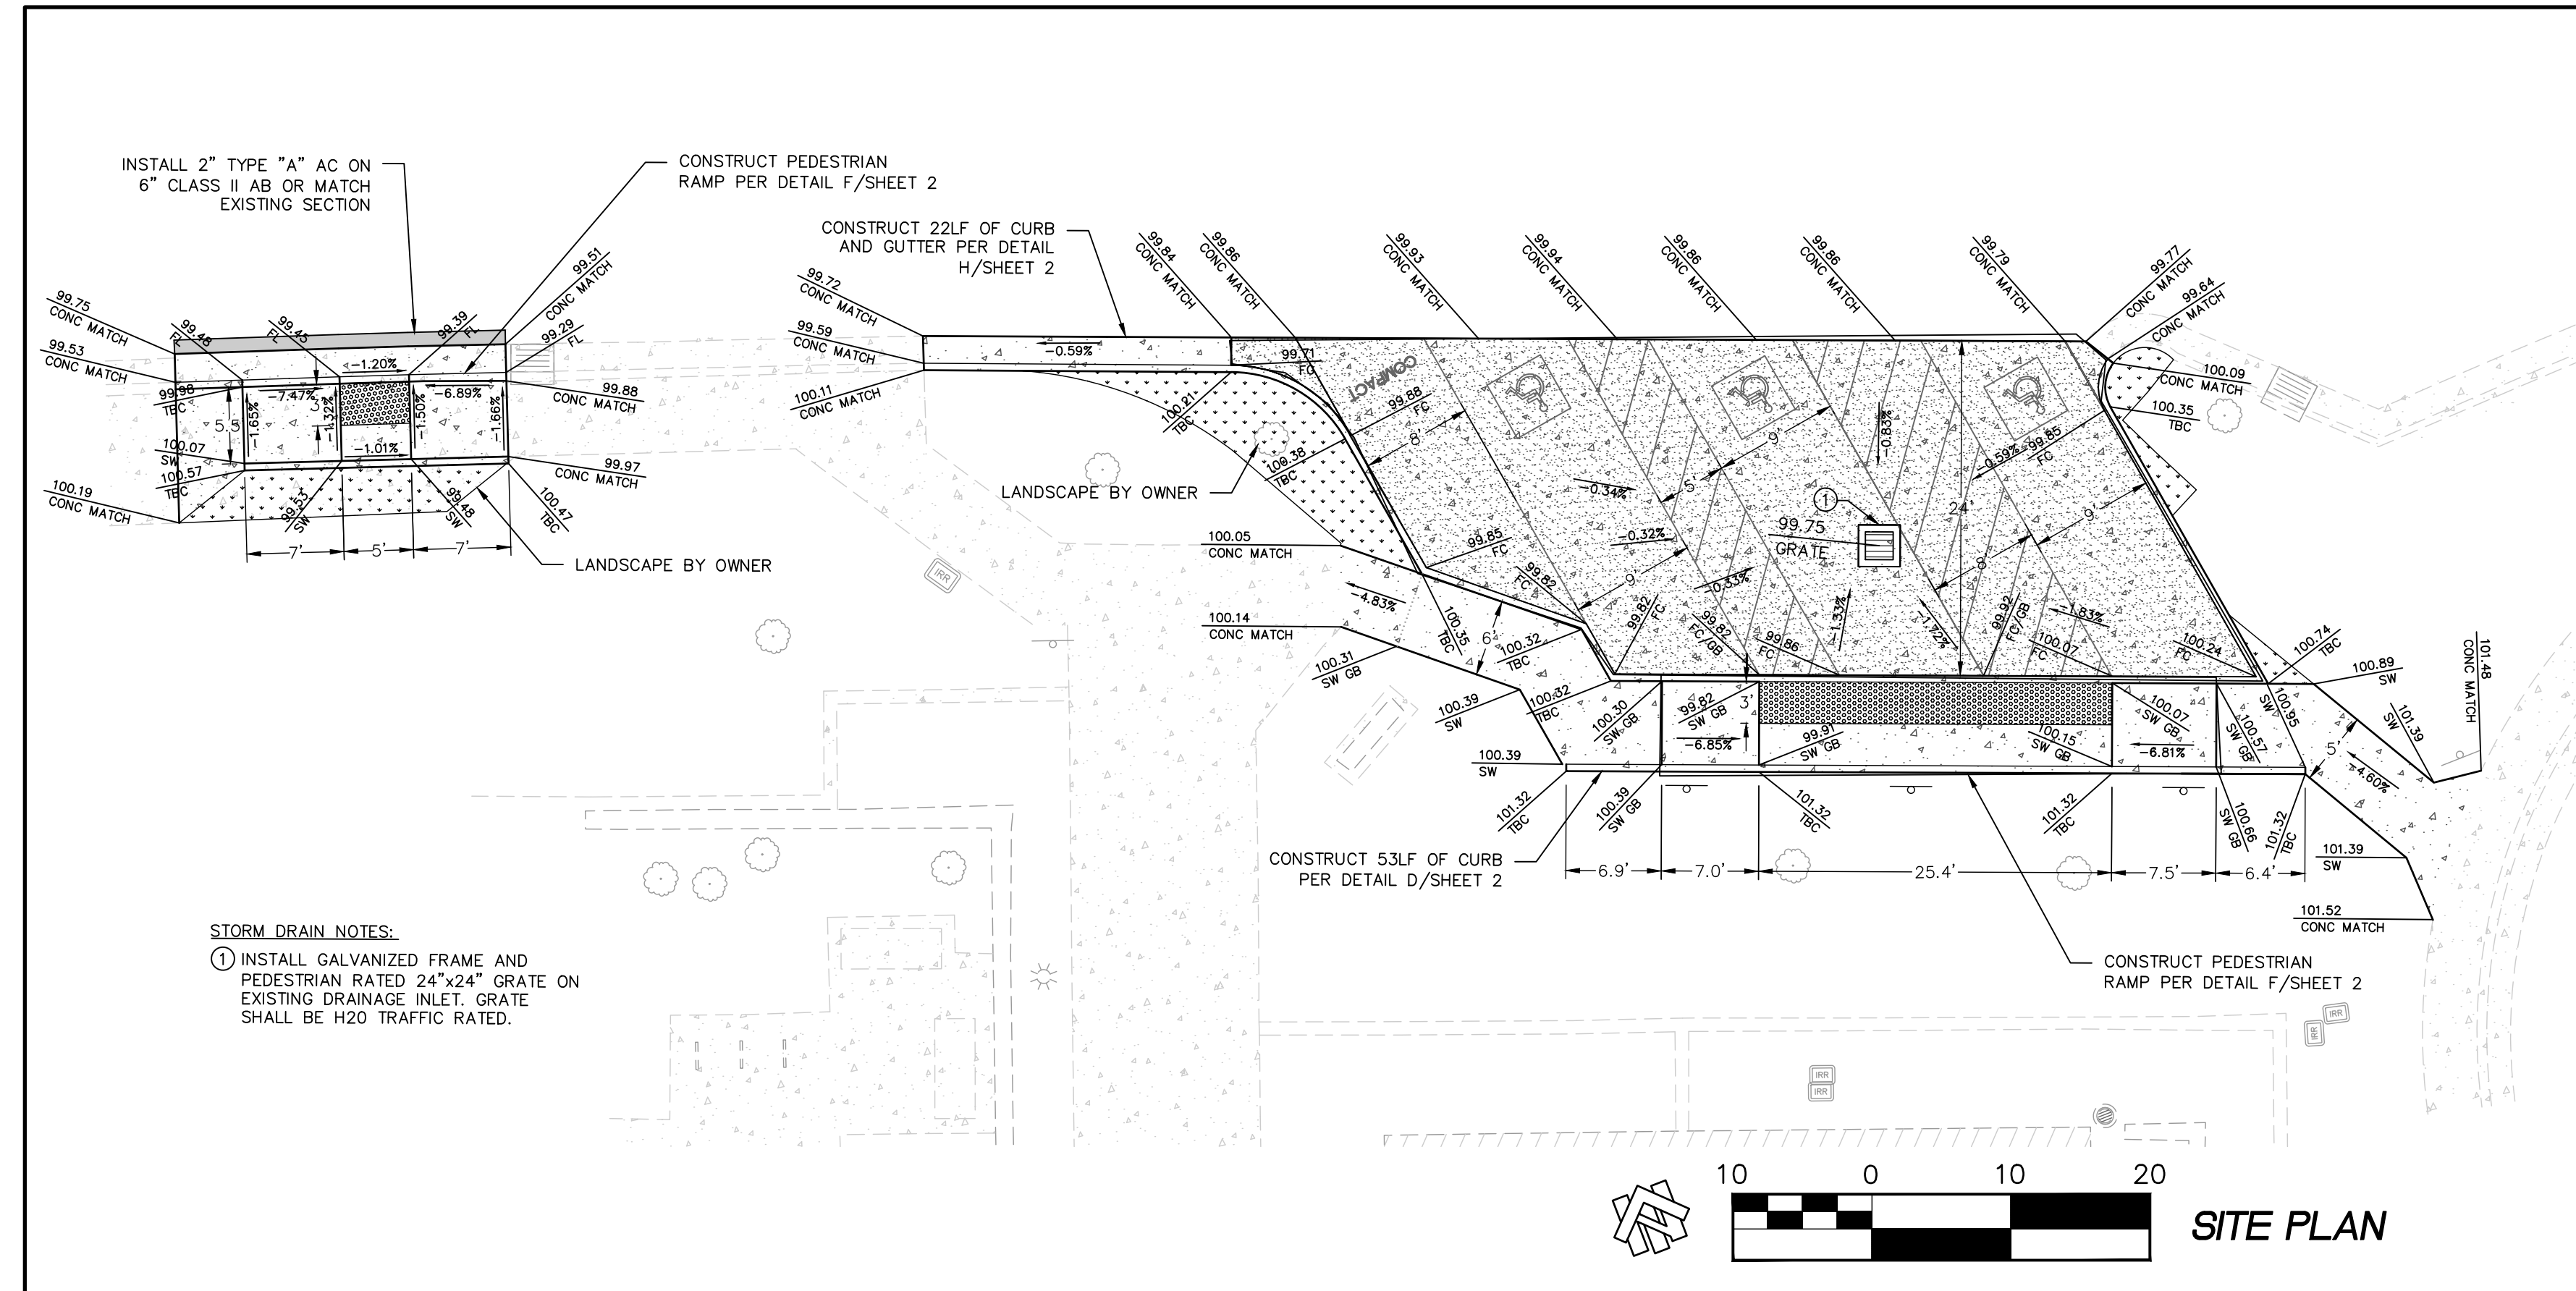 INSTALL 2" TYPE "A" AC ON
6" CLASS II AB OR MATCH
EXISTING SECTION
CONSTRUCT PEDESTRIAN
RAMP PER DETAIL F/SHEET 2
CONSTRUCT 22LF OF CURB
AND GUTTER PER DETAIL
H/SHEET 2
99.75
CONC MATCH
99.53
CONC MATCH
99.48
FL
99.45
FL
99.39
FL
99.51
CONC MATCH
99.29
FL
99.98
TBC
100.07
SW
100.57
TBC
100.19
CONC MATCH
-1.20%
-7.47%
-6.89%
3'
5.5'
-1.65%
-1.32%
-1.50%
-1.66%
-1.01%
99.88
CONC MATCH
99.97
CONC MATCH
99.53
SW
99.48
SW
100.47
TBC
7'
5'
7'
LANDSCAPE BY OWNER
99.72
CONC MATCH
99.59
CONC MATCH
100.11
CONC MATCH
-0.59%
99.84
CONC MATCH
99.86
CONC MATCH
99.93
CONC MATCH
99.94
CONC MATCH
99.86
CONC MATCH
99.86
CONC MATCH
99.79
CONC MATCH
99.77
CONC MATCH
99.64
CONC MATCH
100.09
CONC MATCH
100.35
TBC
99.71
FC
COMPACT
99.88
FC
100.21
TBC
100.38
TBC
8'
9'
5'
-0.83%
-0.59%
99.85
FC
LANDSCAPE BY OWNER
-0.34%
1
99.75
GRATE
24'
9'
-0.32%
-0.33%
9'
8'
99.85
FC
99.82
FC
99.82
FC
99.82
FC/GB
99.86
FC
-1.33%
-1.72%
99.92
FC/GB
-1.83%
100.07
FC
100.24
FC
100.05
CONC MATCH
100.14
CONC MATCH
-4.83%
6'
100.35
TBC
100.32
TBC
100.31
SW GB
100.39
SW
100.32
TBC
100.30
SW GB
99.82
SW GB
3'
-6.85%
99.91
SW GB
100.15
SW GB
100.07
SW GB
-6.81%
100.57
SW GB
100.95
SW
100.74
TBC
100.89
SW
101.39
SW
101.48
CONC MATCH
5'
-4.60%
100.39
SW
101.32
TBC
100.39
SW GB
101.32
TBC
101.32
TBC
100.66
SW GB
101.32
TBC
101.39
SW
101.52
CONC MATCH
6.9'
7.0'
25.4'
7.5'
6.4'
CONSTRUCT 53LF OF CURB
PER DETAIL D/SHEET 2
CONSTRUCT PEDESTRIAN
RAMP PER DETAIL F/SHEET 2
IRR
IRR
IRR
IRR
IRR
STORM DRAIN NOTES:
1 INSTALL GALVANIZED FRAME AND
PEDESTRIAN RATED 24"x24" GRATE ON
EXISTING DRAINAGE INLET. GRATE
SHALL BE H20 TRAFFIC RATED.
10 0 10 20
SITE PLAN